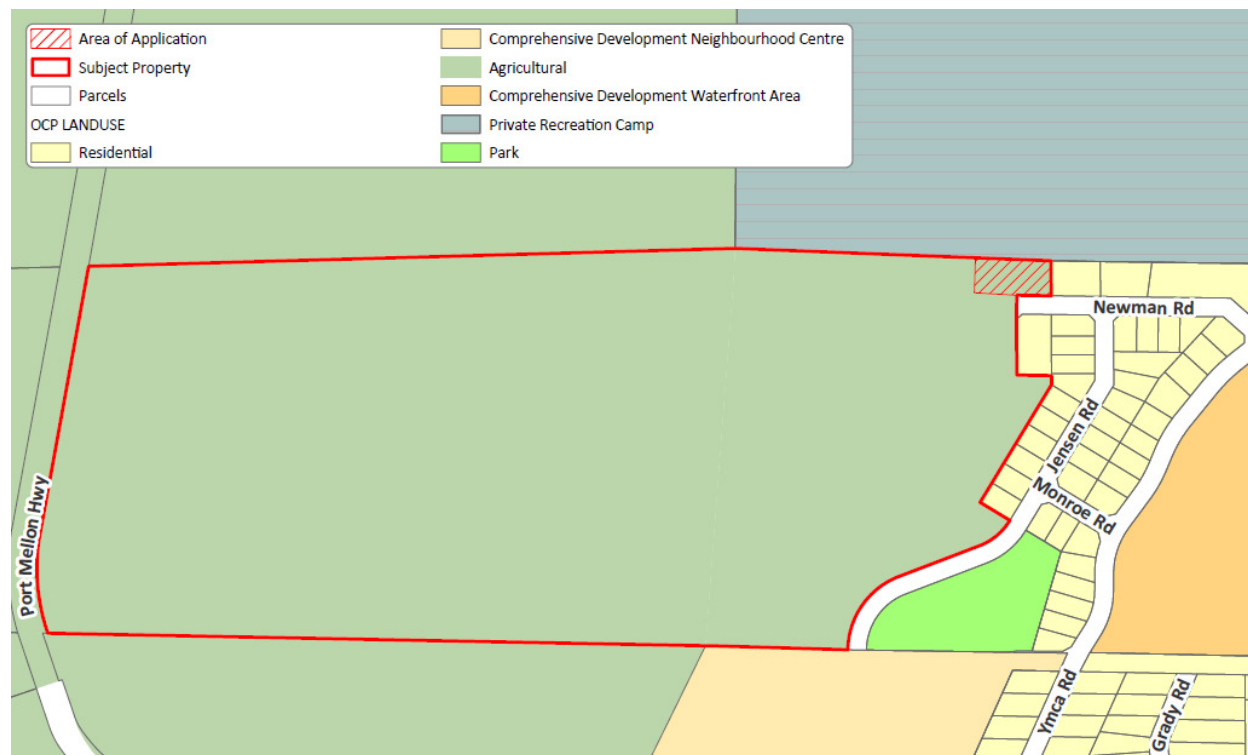 Area of Application
Subject Property
Parcels
OCP LANDUSE
Residential
Comprehensive Development Neighbourhood Centre
Agricultural
Comprehensive Development Waterfront Area
Private Recreation Camp
Park
Newman Rd
Jensen Rd
Monroe Rd
Port Mellon Hwy
Ymca Rd
Grady Rd